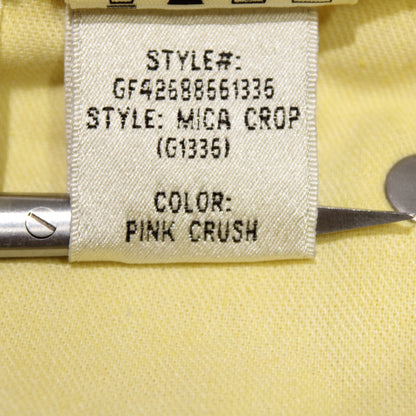 STYLE#:
GF42688661336
STYLE: MICA CROP
(G1336)
COLOR:
PINK CRUSH